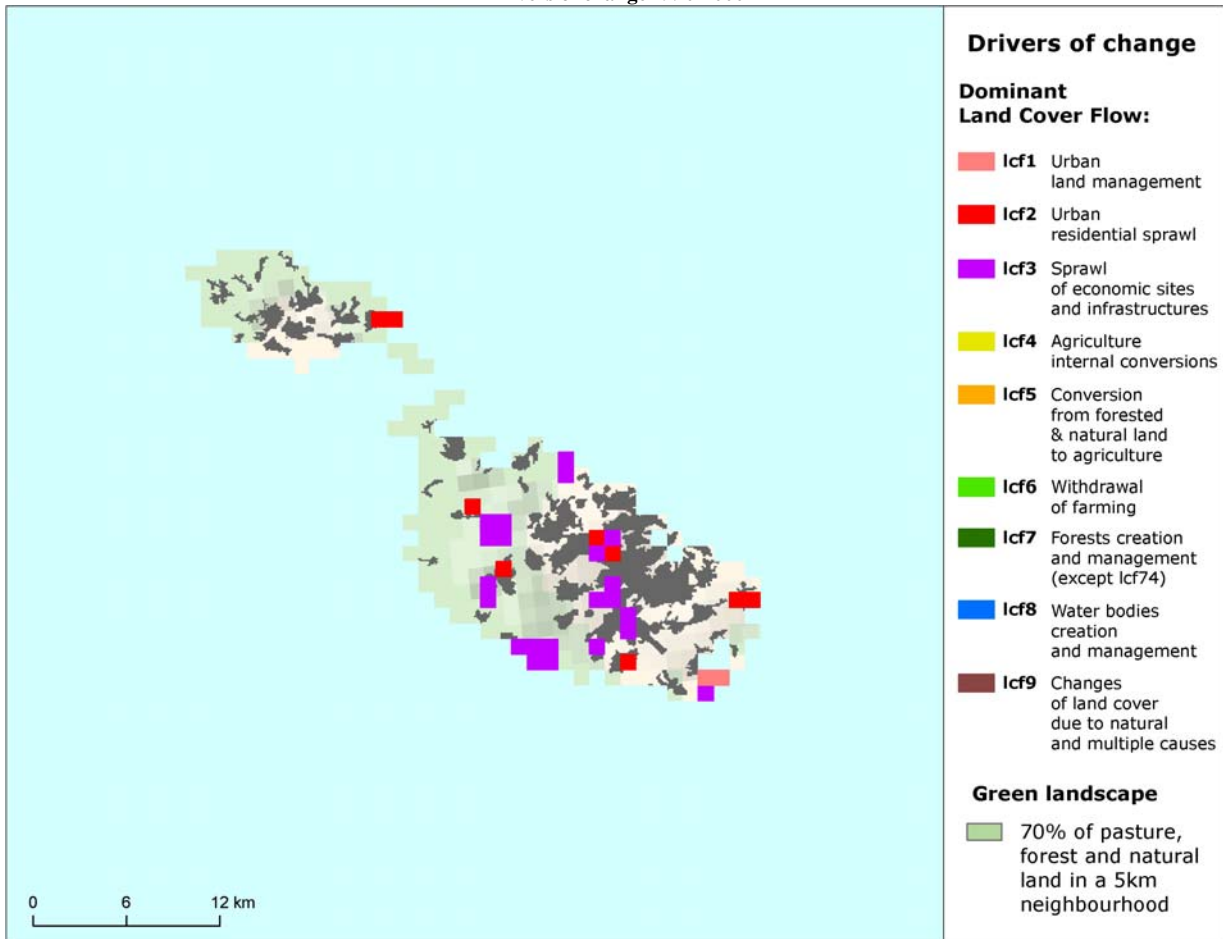 Drivers of change
Dominant
Land Cover Flow:
lcf1 Urban
land management
lcf2 Urban
residential sprawl
lcf3 Sprawl
of economic sites
and infrastructures
lcf4 Agriculture
internal conversions
lcf5 Conversion
from forested
& natural land
to agriculture
lcf6 Withdrawal
of farming
lcf7 Forests creation
and management
(except lcf74)
lcf8 Water bodies
creation
and management
lcf9 Changes
of land cover
due to natural
and multiple causes
Green landscape
70% of pasture,
forest and natural
land in a 5km
neighbourhood
0 6 12 km